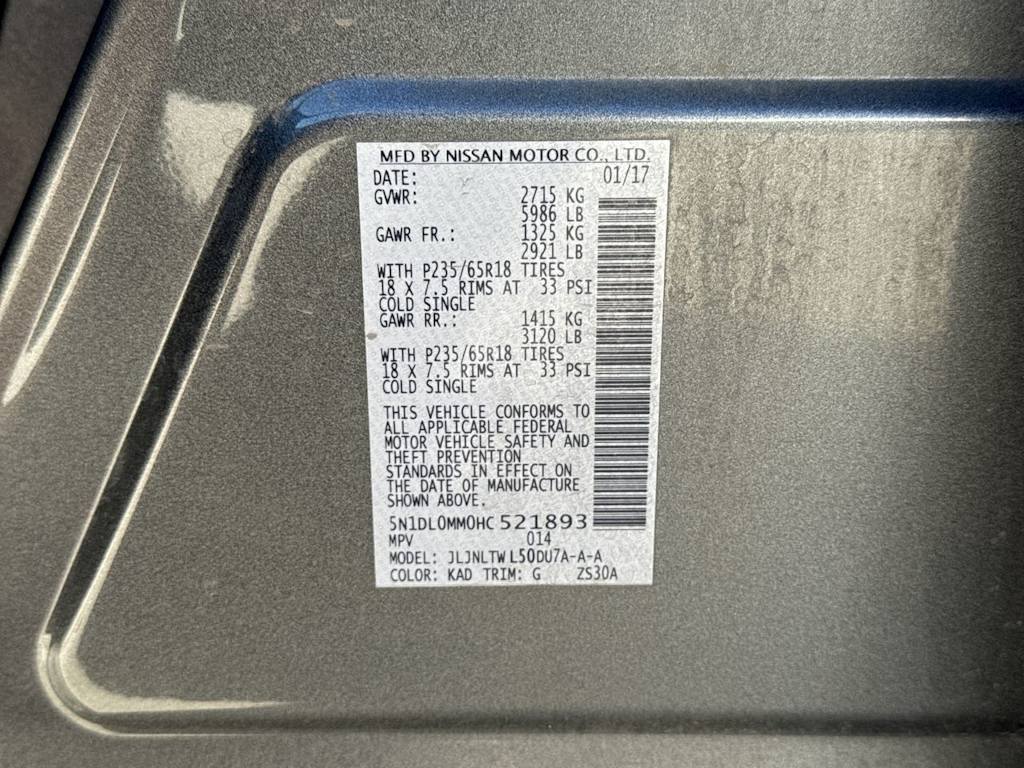 MFD BY NISSAN MOTOR CO., LTD.
DATE: 01/17
GVWR: 2715 KG
5986 LB
GAWR FR.: 1325 KG
2921 LB
WITH P235/65R18 TIRES
18 X 7.5 RIMS AT 33 PSI
COLD SINGLE
GAWR RR.: 1415 KG
3120 LB
WITH P235/65R18 TIRES
18 X 7.5 RIMS AT 33 PSI
COLD SINGLE
THIS VEHICLE CONFORMS TO
ALL APPLICABLE FEDERAL
MOTOR VEHICLE SAFETY AND
THEFT PREVENTION
STANDARDS IN EFFECT ON
THE DATE OF MANUFACTURE
SHOWN ABOVE.
5N1DL0MM0HC 521893
MPV 014
MODEL: JLJNLTW L50DU7A-A-A
COLOR: KAD TRIM: G ZS30A